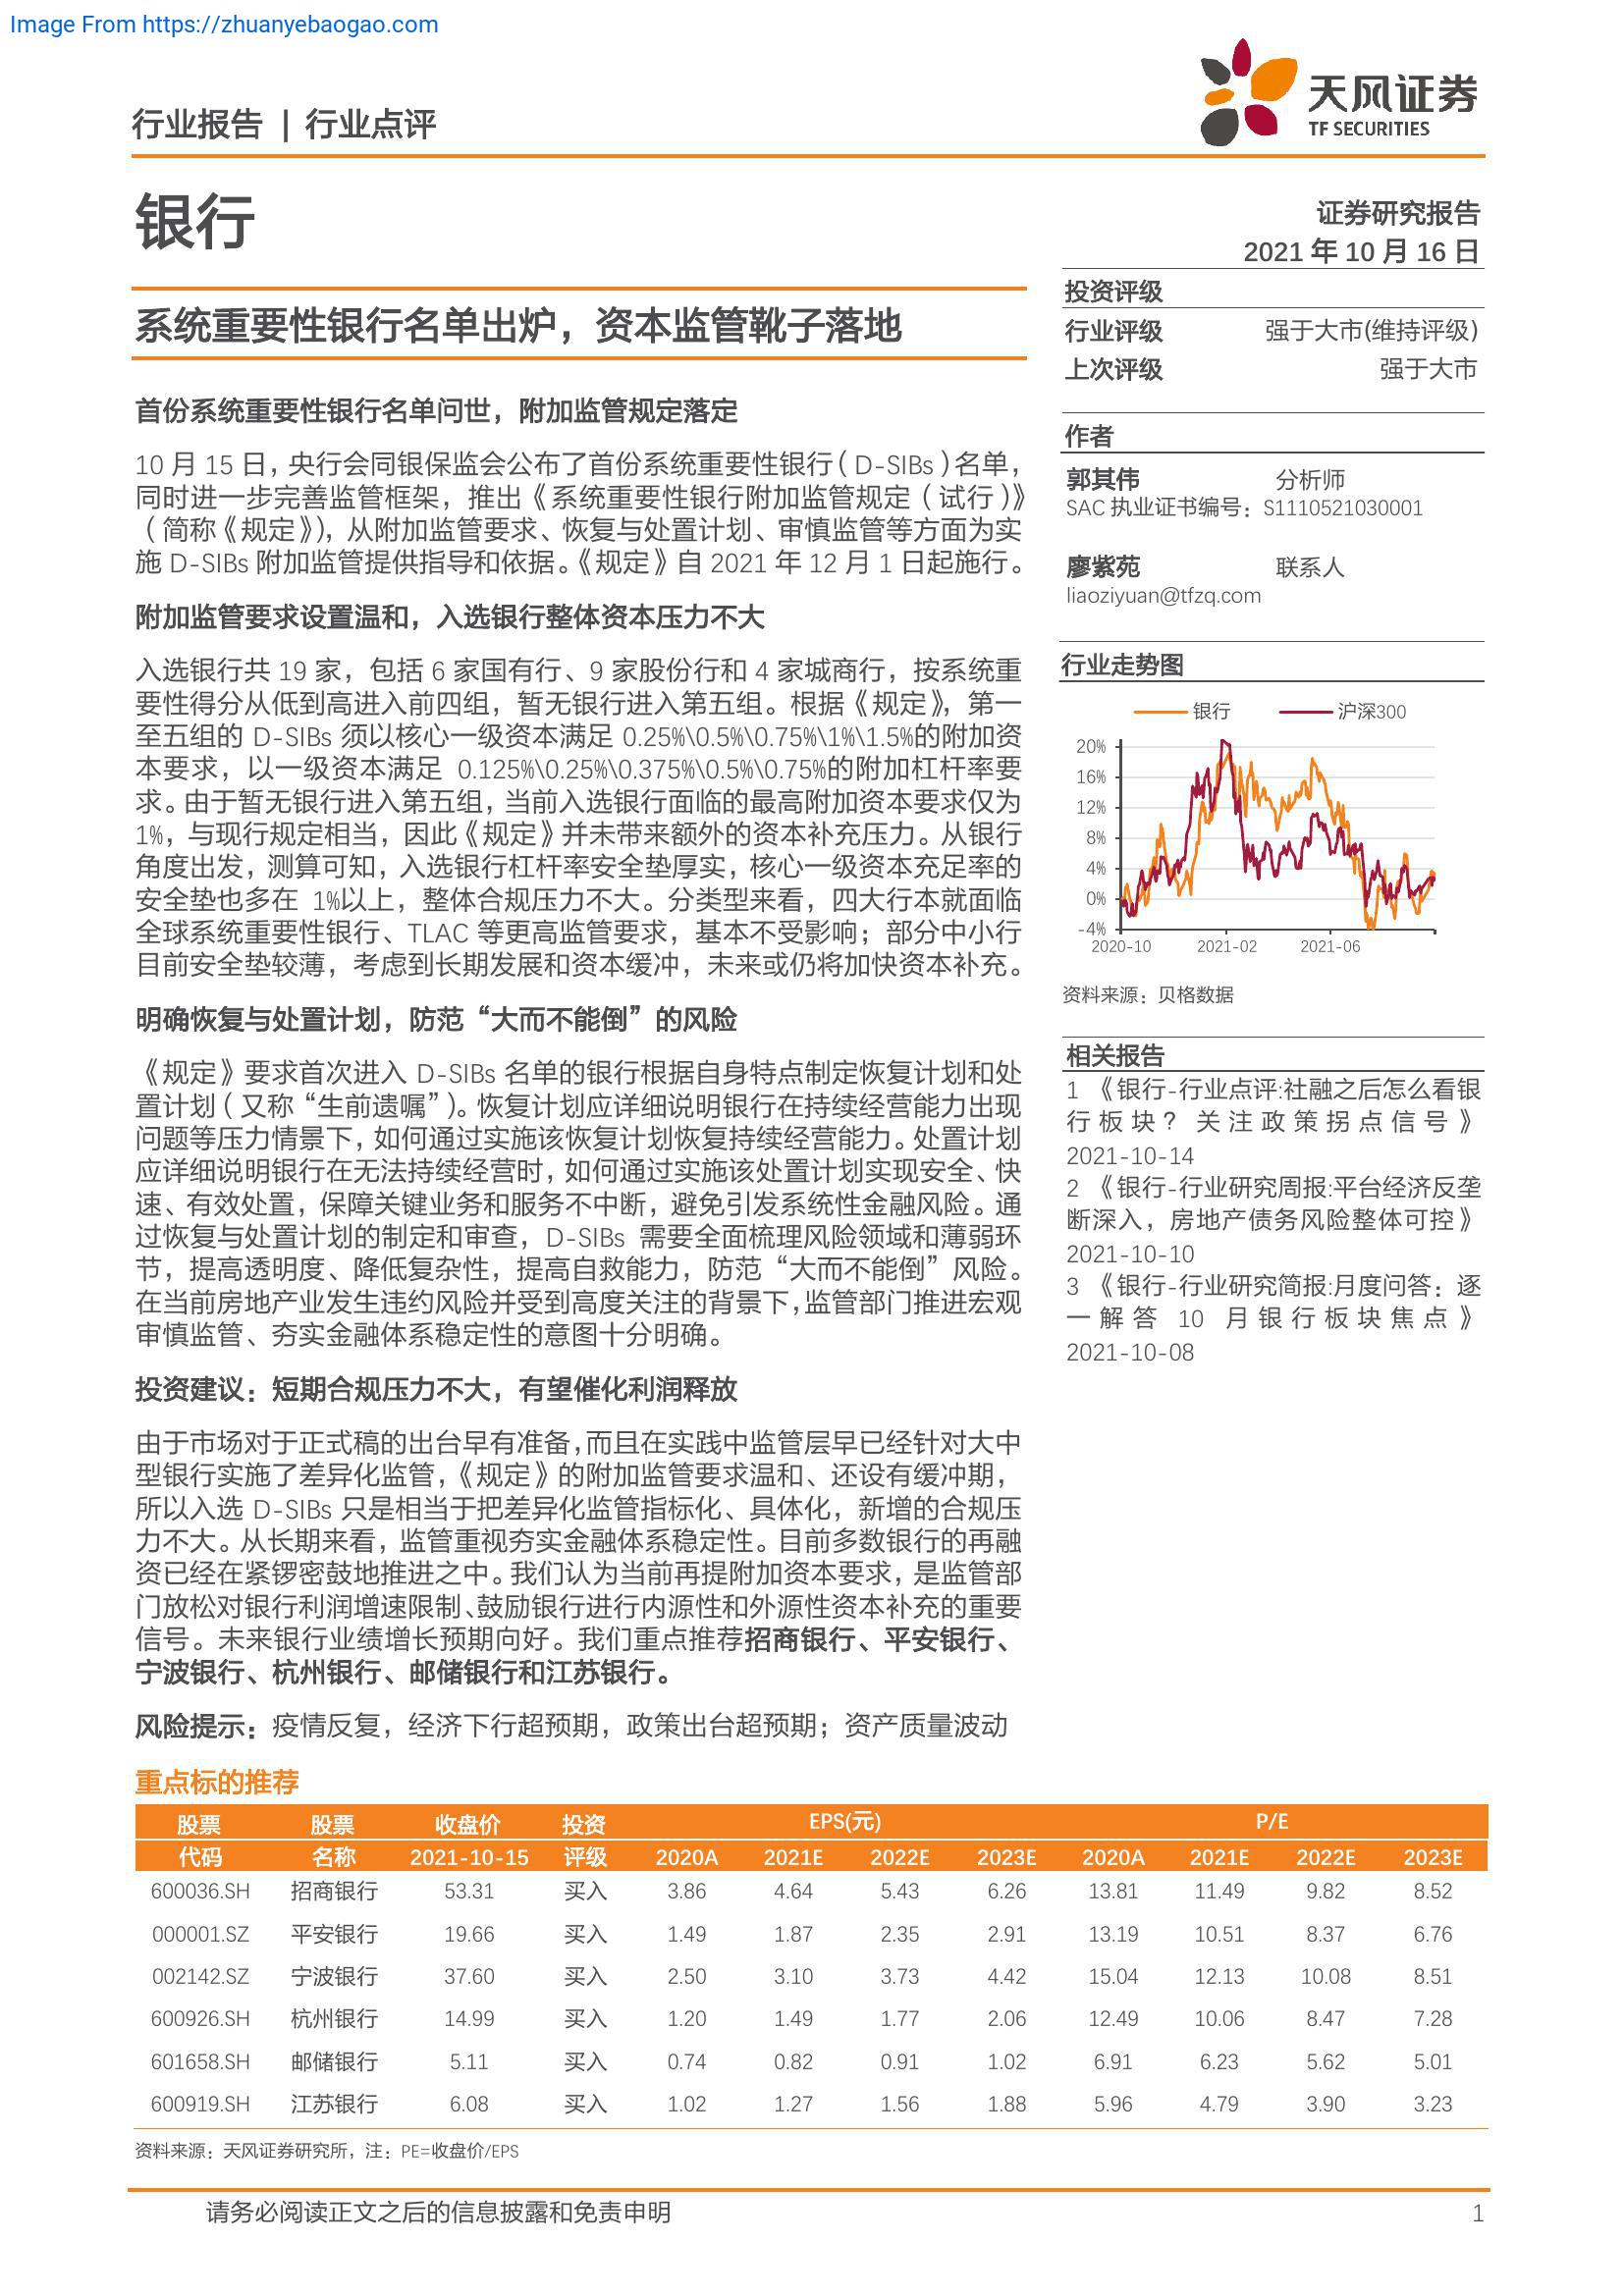 Image From https://zhuanyebaogao.com
行业报告 | 行业点评
天风证券
TF SECURITIES
银行
证券研究报告
2021 年 10 月 16 日
系统重要性银行名单出炉，资本监管靴子落地
首份系统重要性银行名单问世，附加监管规定落定
10 月 15 日，央行会同银保监会公布了首份系统重要性银行（D-SIBs）名单，
同时进一步完善监管框架，推出《系统重要性银行附加监管规定（试行）》
（简称《规定》），从附加监管要求、恢复与处置计划、审慎监管等方面为实
施 D-SIBs 附加监管提供指导和依据。《规定》自 2021 年 12 月 1 日起施行。
附加监管要求设置温和，入选银行整体资本压力不大
入选银行共 19 家，包括 6 家国有行、9 家股份行和 4 家城商行，按系统重
要性得分从低到高进入前四组，暂无银行进入第五组。根据《规定》，第一
至五组的 D-SIBs 须以核心一级资本满足 0.25%\0.5%\0.75%\1%\1.5%的附加资
本要求，以一级资本满足 0.125%\0.25%\0.375%\0.5%\0.75%的附加杠杆率要
求。由于暂无银行进入第五组，当前入选银行面临的最高附加资本要求仅为
1%，与现行规定相当，因此《规定》并未带来额外的资本补充压力。从银行
角度出发，测算可知，入选银行杠杆率安全垫厚实，核心一级资本充足率的
安全垫也多在 1%以上，整体合规压力不大。分类型来看，四大行本就面临
全球系统重要性银行、TLAC 等更高监管要求，基本不受影响；部分中小行
目前安全垫较薄，考虑到长期发展和资本缓冲，未来或仍将加快资本补充。
明确恢复与处置计划，防范“大而不能倒”的风险
《规定》要求首次进入 D-SIBs 名单的银行根据自身特点制定恢复计划和处
置计划（又称“生前遗嘱”）。恢复计划应详细说明银行在持续经营能力出现
问题等压力情景下，如何通过实施该恢复计划恢复持续经营能力。处置计划
应详细说明银行在无法持续经营时，如何通过实施该处置计划实现安全、快
速、有效处置，保障关键业务和服务不中断，避免引发系统性金融风险。通
过恢复与处置计划的制定和审查，D-SIBs 需要全面梳理风险领域和薄弱环
节，提高透明度、降低复杂性，提高自救能力，防范“大而不能倒”风险。
在当前房地产业发生违约风险并受到高度关注的背景下，监管部门推进宏观
审慎监管、夯实金融体系稳定性的意图十分明确。
投资建议：短期合规压力不大，有望催化利润释放
由于市场对于正式稿的出台早有准备，而且在实践中监管层早已经针对大中
型银行实施了差异化监管，《规定》的附加监管要求温和、还设有缓冲期，
所以入选 D-SIBs 只是相当于把差异化监管指标化、具体化，新增的合规压
力不大。从长期来看，监管重视夯实金融体系稳定性。目前多数银行的再融
资已经在紧锣密鼓地推进之中。我们认为当前再提附加资本要求，是监管部
门放松对银行利润增速限制、鼓励银行进行内源性和外源性资本补充的重要
信号。未来银行业绩增长预期向好。我们重点推荐招商银行、平安银行、
宁波银行、杭州银行、邮储银行和江苏银行。
风险提示：疫情反复，经济下行超预期，政策出台超预期；资产质量波动
投资评级
行业评级 强于大市(维持评级)
上次评级 强于大市
作者
郭其伟 分析师
SAC 执业证书编号：S1110521030001
廖紫苑 联系人
liaoziyuan@tfzq.com
行业走势图
银行 沪深300
20%
16%
12%
8%
4%
0%
-4%
2020-10 2021-02 2021-06
资料来源：贝格数据
相关报告
1 《银行-行业点评:社融之后怎么看银
行板块？关注政策拐点信号》
2021-10-14
2 《银行-行业研究周报:平台经济反垄
断深入，房地产债务风险整体可控》
2021-10-10
3 《银行-行业研究简报:月度问答：逐
一解答 10 月银行板块焦点》
2021-10-08
重点标的推荐
股票 股票 收盘价 投资 EPS(元) P/E
代码 名称 2021-10-15 评级 2020A 2021E 2022E 2023E 2020A 2021E 2022E 2023E
600036.SH 招商银行 53.31 买入 3.86 4.64 5.43 6.26 13.81 11.49 9.82 8.52
000001.SZ 平安银行 19.66 买入 1.49 1.87 2.35 2.91 13.19 10.51 8.37 6.76
002142.SZ 宁波银行 37.60 买入 2.50 3.10 3.73 4.42 15.04 12.13 10.08 8.51
600926.SH 杭州银行 14.99 买入 1.20 1.49 1.77 2.06 12.49 10.06 8.47 7.28
601658.SH 邮储银行 5.11 买入 0.74 0.82 0.91 1.02 6.91 6.23 5.62 5.01
600919.SH 江苏银行 6.08 买入 1.02 1.27 1.56 1.88 5.96 4.79 3.90 3.23
资料来源：天风证券研究所，注：PE=收盘价/EPS
请务必阅读正文之后的信息披露和免责申明 1